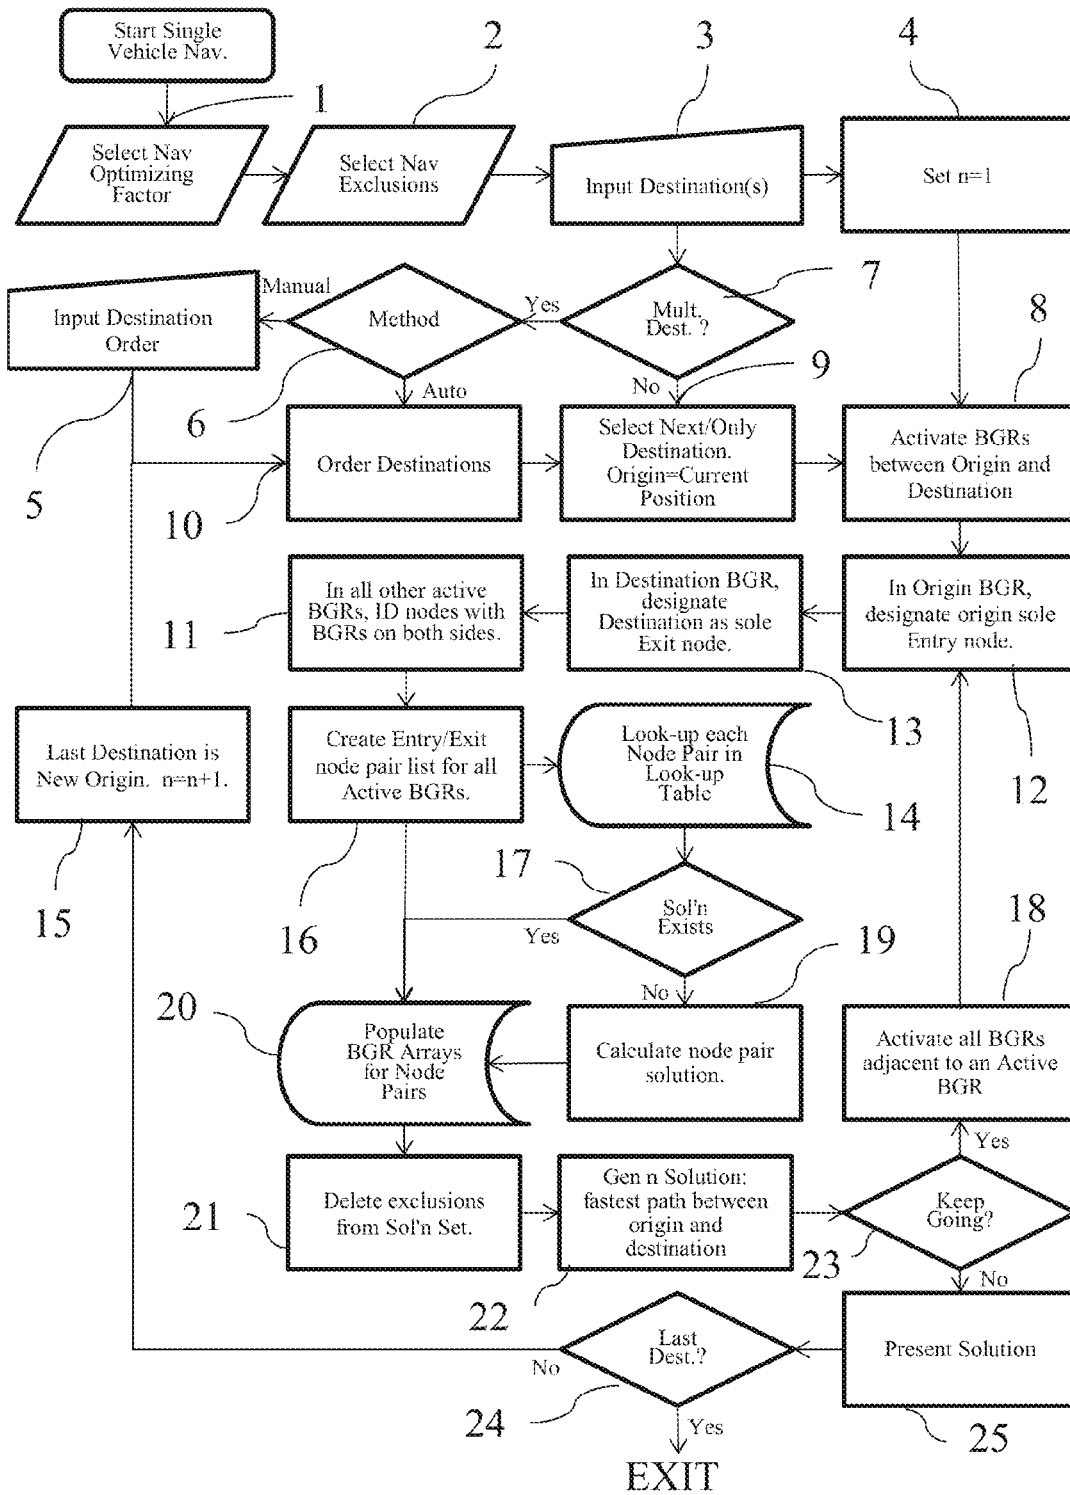 Start Single
Vehicle Nav.
1
2
3
4
Select Nav
Optimizing
Factor
Select Nav
Exclusions
Input Destination(s)
Set n=1
Manual
Input Destination
Order
Method
Yes
Mult.
Dest. ?
7
8
6
Auto
No
9
5
10
Order Destinations
Select Next/Only
Destination.
Origin=Current
Position
Activate BGRs
between Origin and
Destination
11
In all other active
BGRs, ID nodes with
BGRs on both sides.
In Destination BGR,
designate
Destination as sole
Exit node.
In Origin BGR,
designate origin sole
Entry node.
13
12
Last Destination is
New Origin. n=n+1.
Create Entry/Exit
node pair list for all
Active BGRs.
Look-up each
Node Pair in
Look-up
Table
14
15
16
17
Sol'n
Exists
Yes
No
18
19
20
Populate
BGR Arrays
for Node
Pairs
Calculate node pair
solution.
Activate all BGRs
adjacent to an Active
BGR
Yes
21
Delete exclusions
from Sol'n Set.
Gen n Solution:
fastest path between
origin and
destination
Keep
Going?
23
22
No
Last
Dest.?
Present Solution
No
24
Yes
25
EXIT